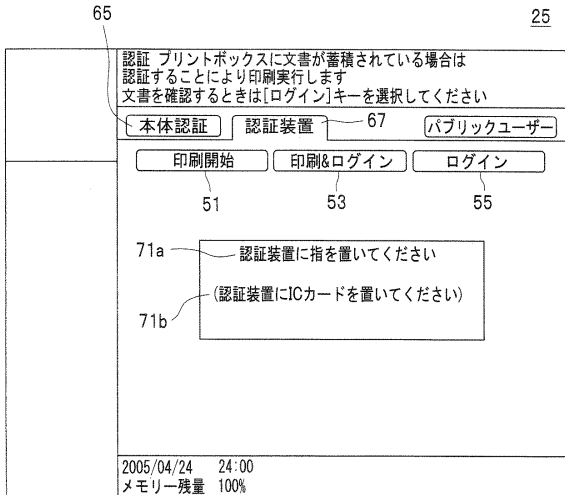 65
25
認証 プリントボックスに文書が蓄積されている場合は
認証することにより印刷実行します
文書を確認するときは[ログイン]キーを選択してください
本体認証 認証装置 67 パブリックユーザー
印刷開始 印刷&ログイン ログイン
51 53 55
71a 認証装置に指を置いてください
(認証装置にICカードを置いてください)
71b
2005/04/24 24:00
メモリー残量 100%